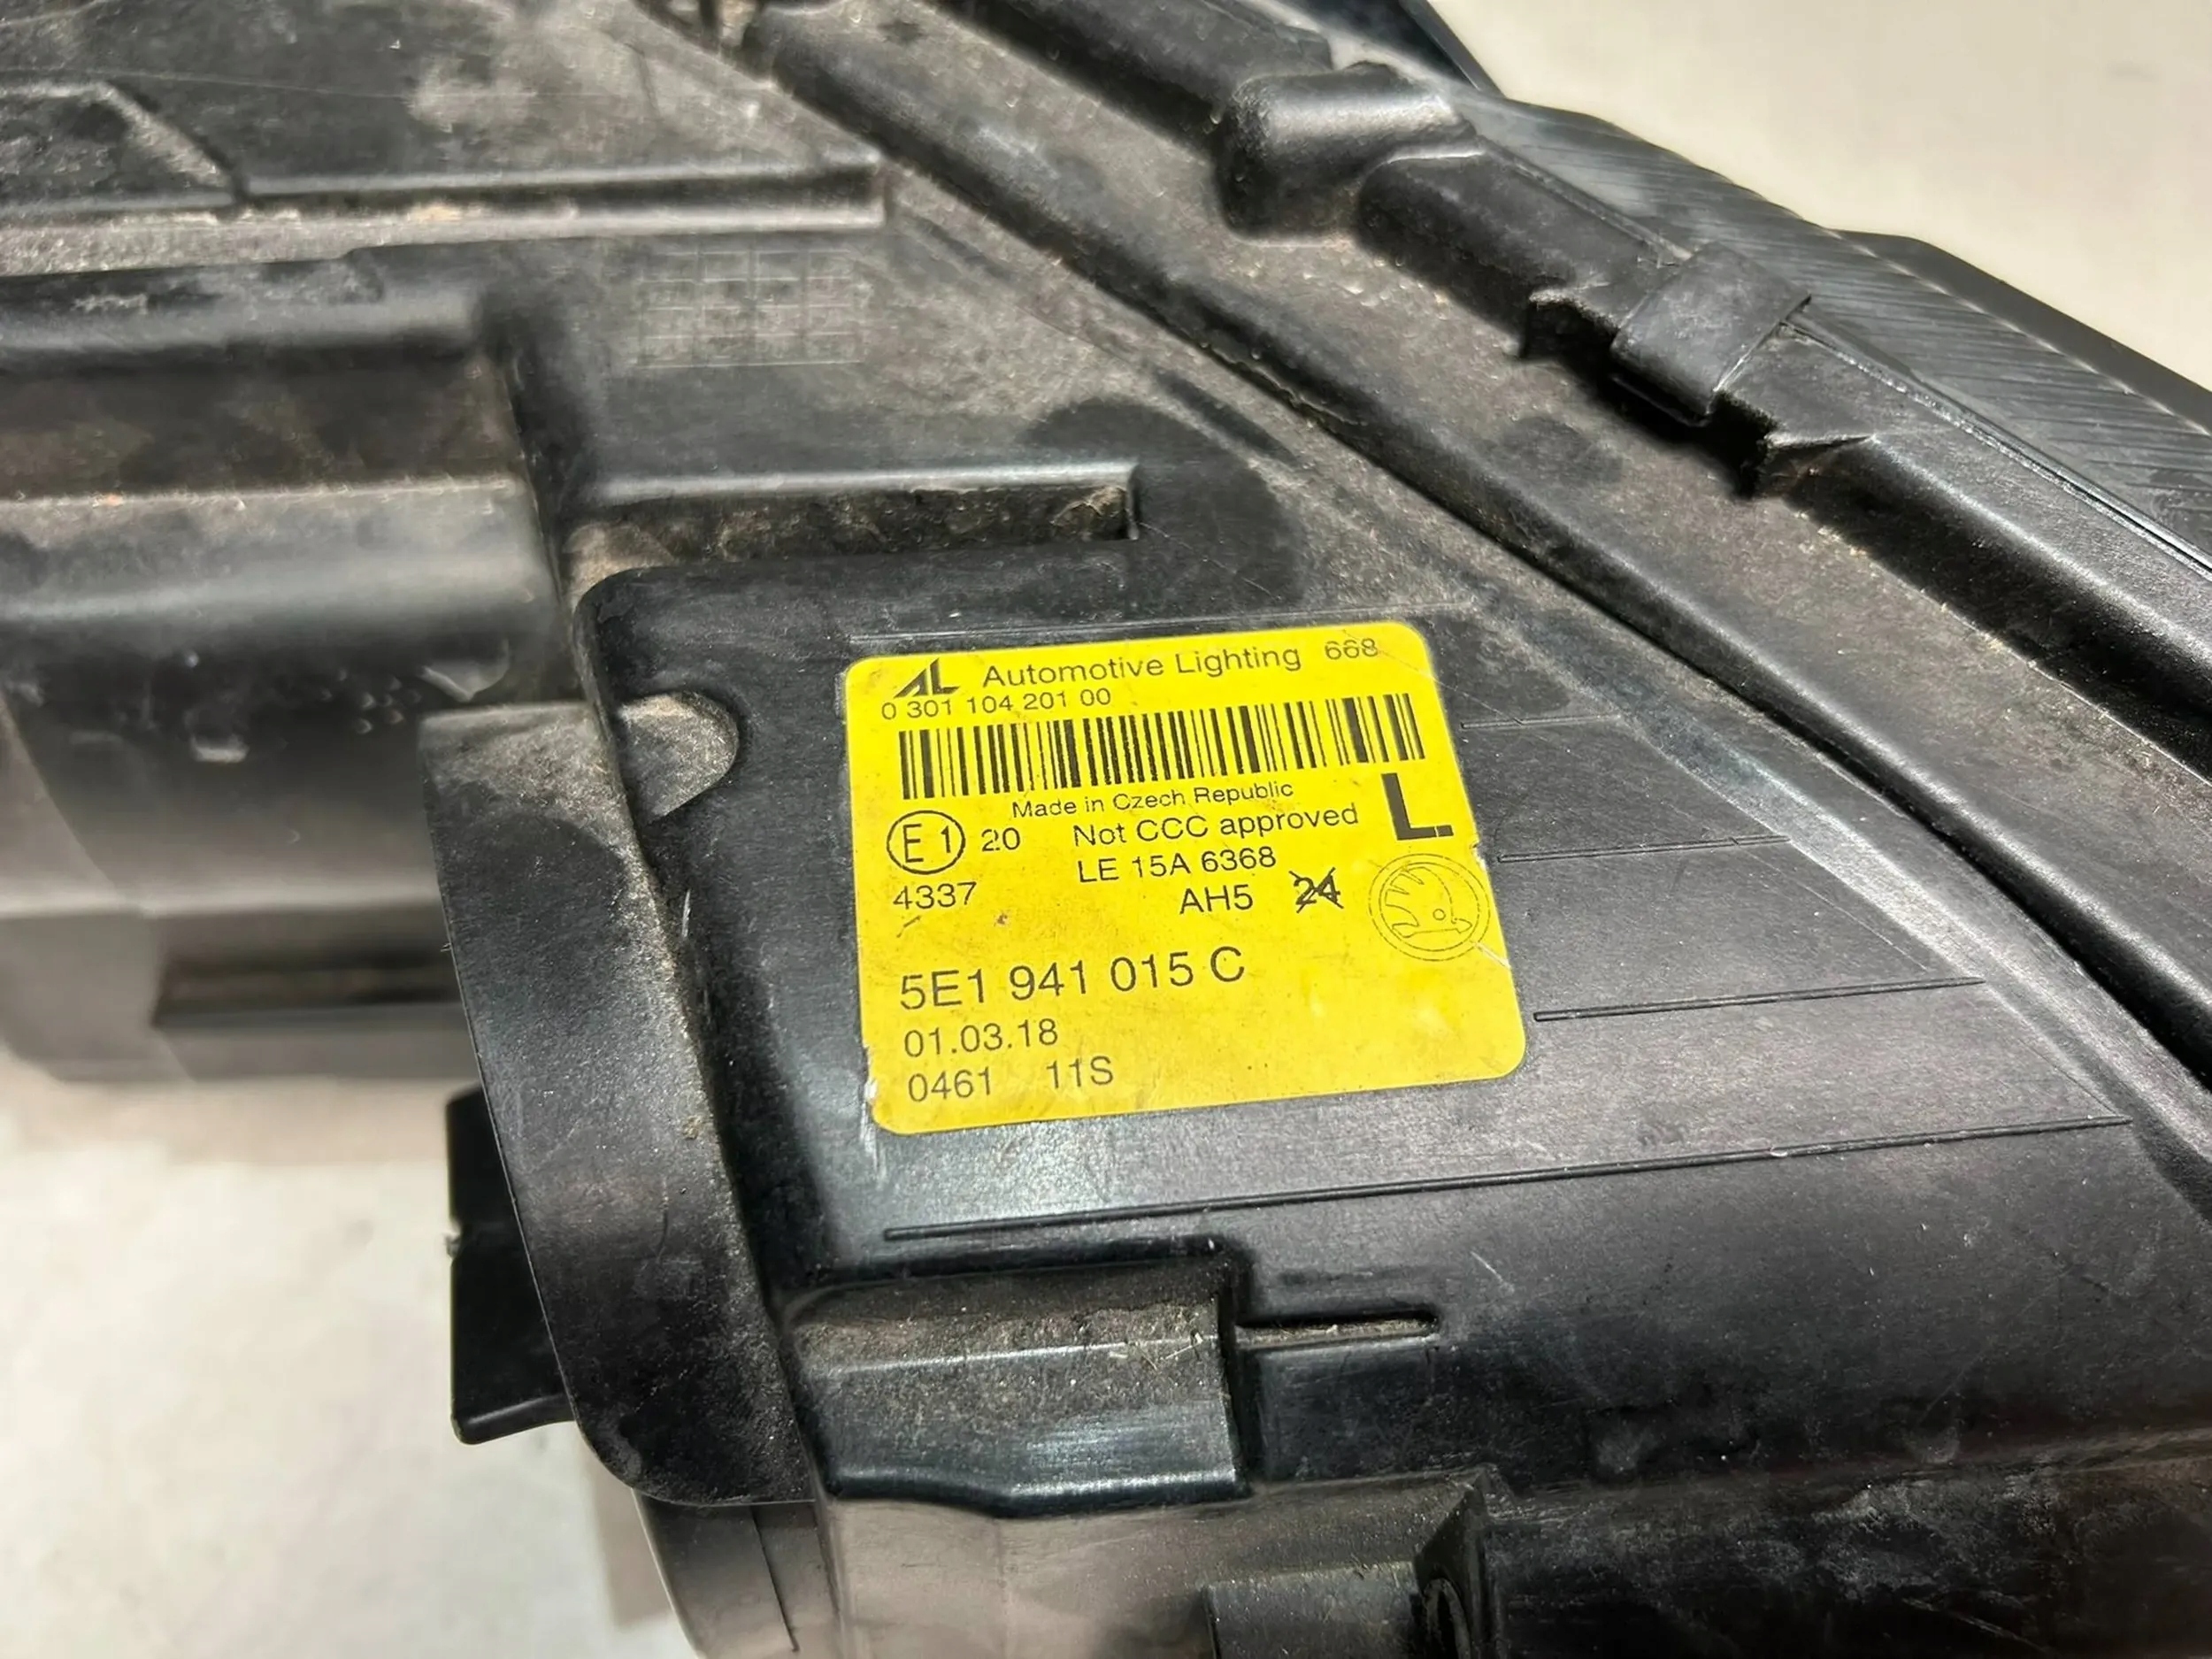 AL Automotive Lighting 668
0 301 104 201 00
Made in Czech Republic
E1 20 Not CCC approved L
LE 15A 6368
4337 AH5 24
5E1 941 015 C
01.03.18
0461 11S